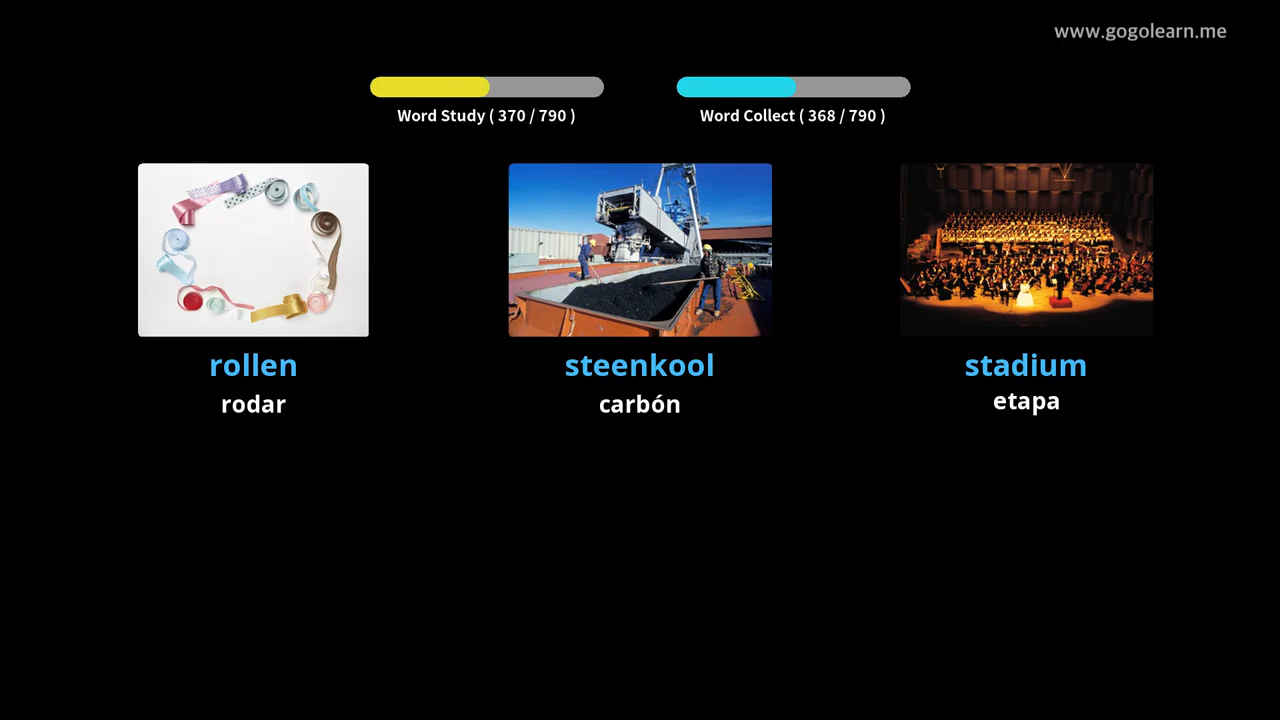 www.gogolearn.me
Word Study ( 370 / 790 )
Word Collect ( 368 / 790 )
rollen
rodar
steenkool
carbón
stadium
etapa